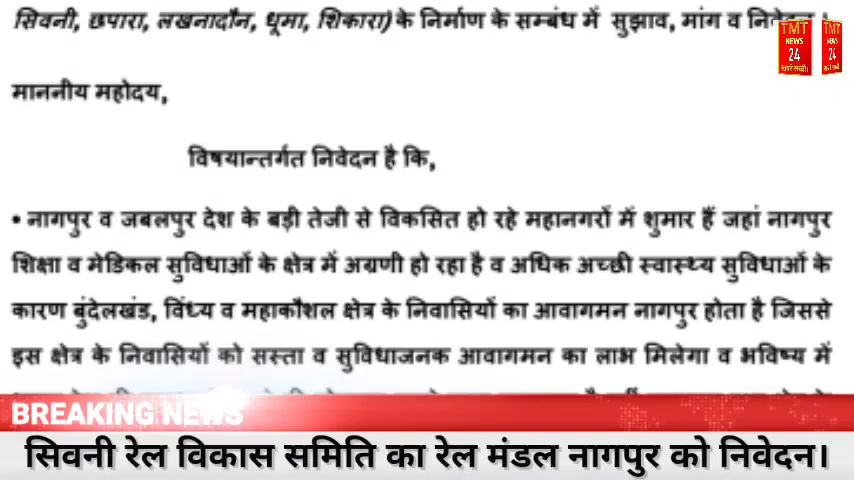 सिवनी, छपारा, लखनादौन, धूमा, शिकारा) के निर्माण के सम्बंध में सुझाव, मांग व निवेदन।
TMT
NEWS
24
TMT
NEWS
24
माननीय महोदय,
विषयान्तर्गत निवेदन है कि,
• नागपुर व जबलपुर देश के बड़ी तेजी से विकसित हो रहे महानगरों में शुमार हैं जहां नागपुर
शिक्षा व मेडिकल सुविधाओं के क्षेत्र में अग्रणी हो रहा है व अधिक अच्छी स्वास्थ्य सुविधाओं के
कारण बुंदेलखंड, विंध्य व महाकौशल क्षेत्र के निवासियों का आवागमन नागपुर होता है जिससे
इस क्षेत्र के निवासियों को सस्ता व सुविधाजनक आवागमन का लाभ मिलेगा व भविष्य में
BREAKING NEWS
सिवनी रेल विकास समिति का रेल मंडल नागपुर को निवेदन।